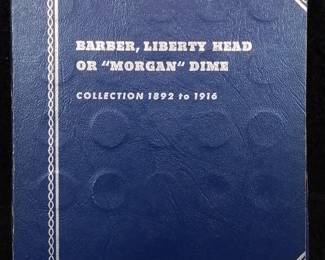 BARBER, LIBERTY HEAD
OR "MORGAN" DIME
COLLECTION 1892 to 1916